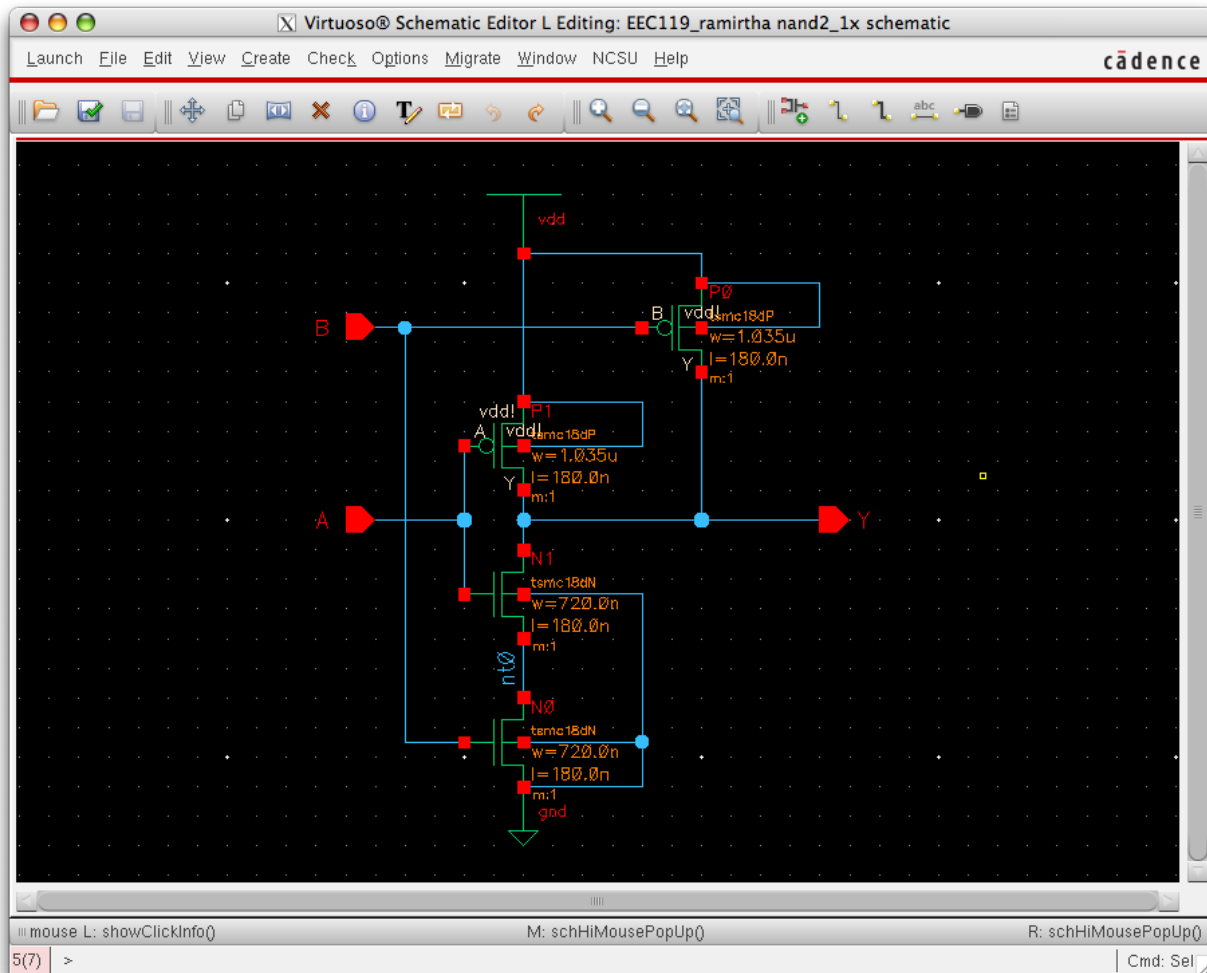 Virtuoso® Schematic Editor L Editing: EEC119_ramirtha nand2_1x schematic
Launch File Edit View Create Check Options Migrate Window NCSU Help
cādence
abc
vdd
P0
B
B
vdd!
tsmc18dP
w=1.035u
Y
l=180.0n
m:1
vdd!
P1
A
vdd!
tsmc18dP
w=1.035u
l=180.0n
Y
m:1
A
Y
N1
tsmc18dN
w=720.0n
l=180.0n
m:1
nt0
N0
tsmc18dN
w=720.0n
l=180.0n
m:1
gnd
mouse L: showClickInfo() M: schHiMousePopUp() R: schHiMousePopUp()
5(7) > Cmd: Sel